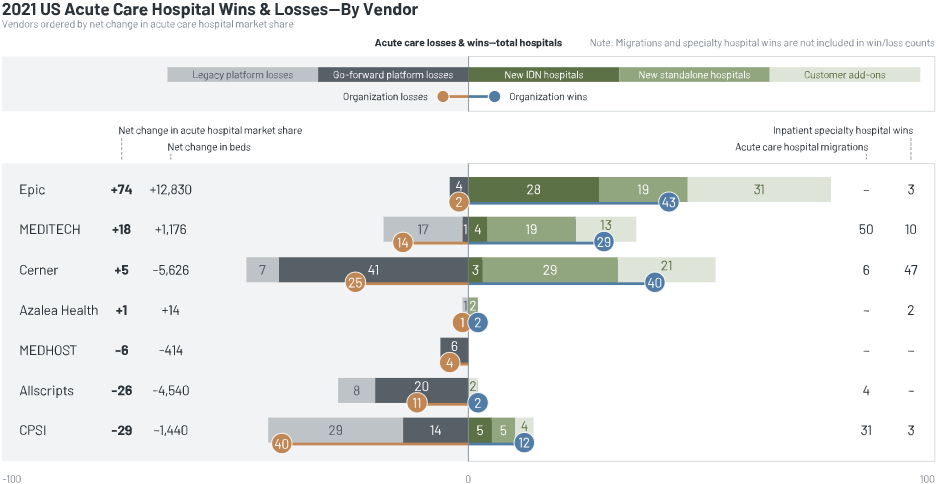 2021 US Acute Care Hospital Wins & Losses—By Vendor
Vendors ordered by net change in acute care hospital market share
Acute care losses & wins—total hospitals
Note: Migrations and specialty hospital wins are not included in win/loss counts
Legacy platform losses Go-forward platform losses New IDN hospitals New standalone hospitals Customer add-ons
Organization losses Organization wins
Net change in acute hospital market share Inpatient specialty hospital wins
Net change in beds Acute care hospital migrations
Epic +74 +12,830 4 28 19 31 – 3
2 43
MEDITECH +18 +1,176 17 1 4 19 13 50 10
14 29
Cerner +5 -5,626 7 41 3 29 21 6 47
25 40
Azalea Health +1 +14 1 2 – 2
1 2
MEDHOST -6 -414 6 – –
4
Allscripts -26 -4,540 8 20 2 4 –
11 2
CPSI -29 -1,440 29 14 5 5 4 31 3
40 12
-100 0 100